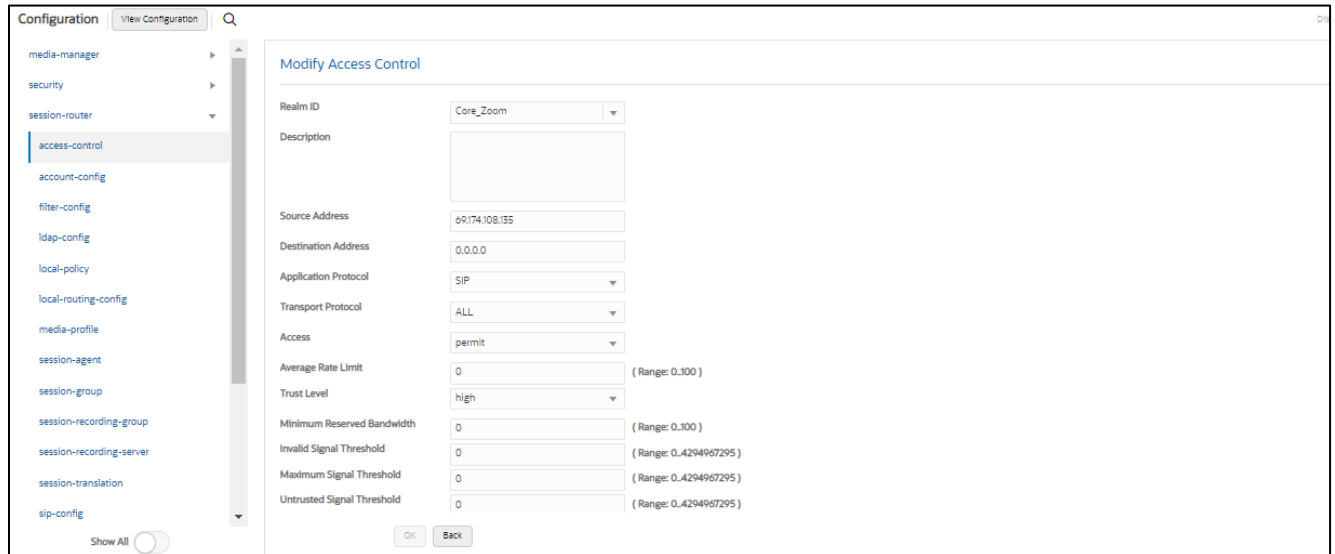 Configuration View Configuration
media-manager
security
session-router
access-control
account-config
filter-config
ldap-config
local-policy
local-routing-config
media-profile
session-agent
session-group
session-recording-group
session-recording-server
session-translation
sip-config
Show All
Modify Access Control
Realm ID Core_Zoom
Description
Source Address 69.174.108.135
Destination Address 0.0.0.0
Application Protocol SIP
Transport Protocol ALL
Access permit
Average Rate Limit 0 ( Range: 0..100 )
Trust Level high
Minimum Reserved Bandwidth 0 ( Range: 0..100 )
Invalid Signal Threshold 0 ( Range: 0..4294967295 )
Maximum Signal Threshold 0 ( Range: 0..4294967295 )
Untrusted Signal Threshold 0 ( Range: 0..4294967295 )
OK Back